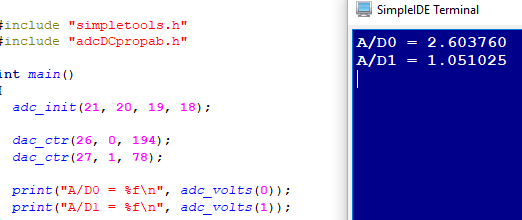 #include "simpletools.h"
#include "adcDCpropab.h"
int main()
{
adc_init(21, 20, 19, 18);
dac_ctr(26, 0, 194);
dac_ctr(27, 1, 78);
print("A/D0 = %f\n", adc_volts(0));
print("A/D1 = %f\n", adc_volts(1));
SimpleIDE Terminal
A/D0 = 2.603760
A/D1 = 1.051025